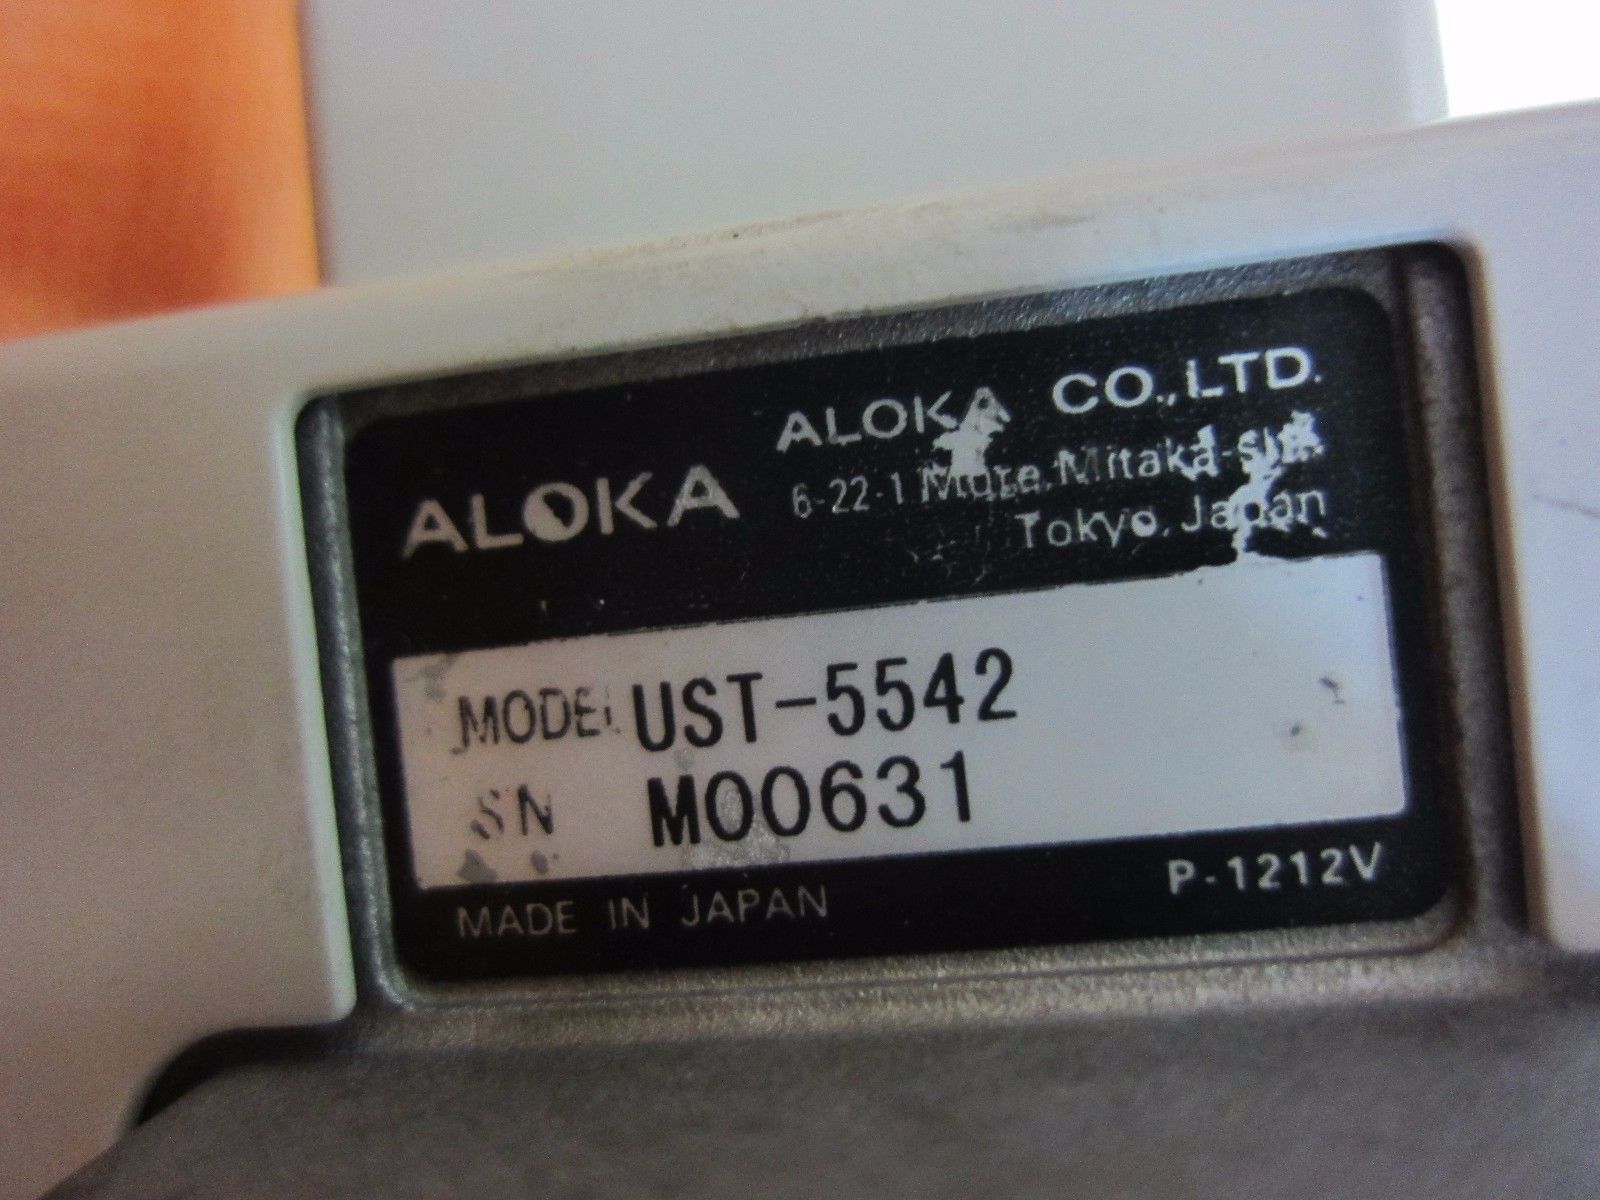 ALOKA
ALOKA CO.,LTD.
6-22-1 Mure, Mitaka-shi,
Tokyo, Japan
MODEL UST-5542
SN M00631
MADE IN JAPAN
P-1212V